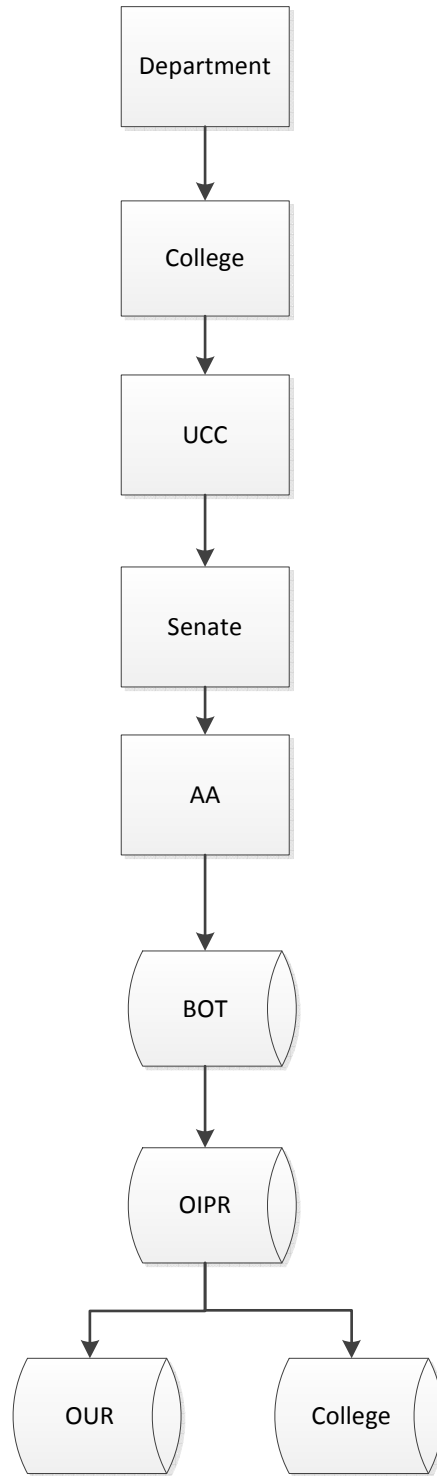 Department
College
UCC
Senate
AA
BOT
OIPR
OUR
College